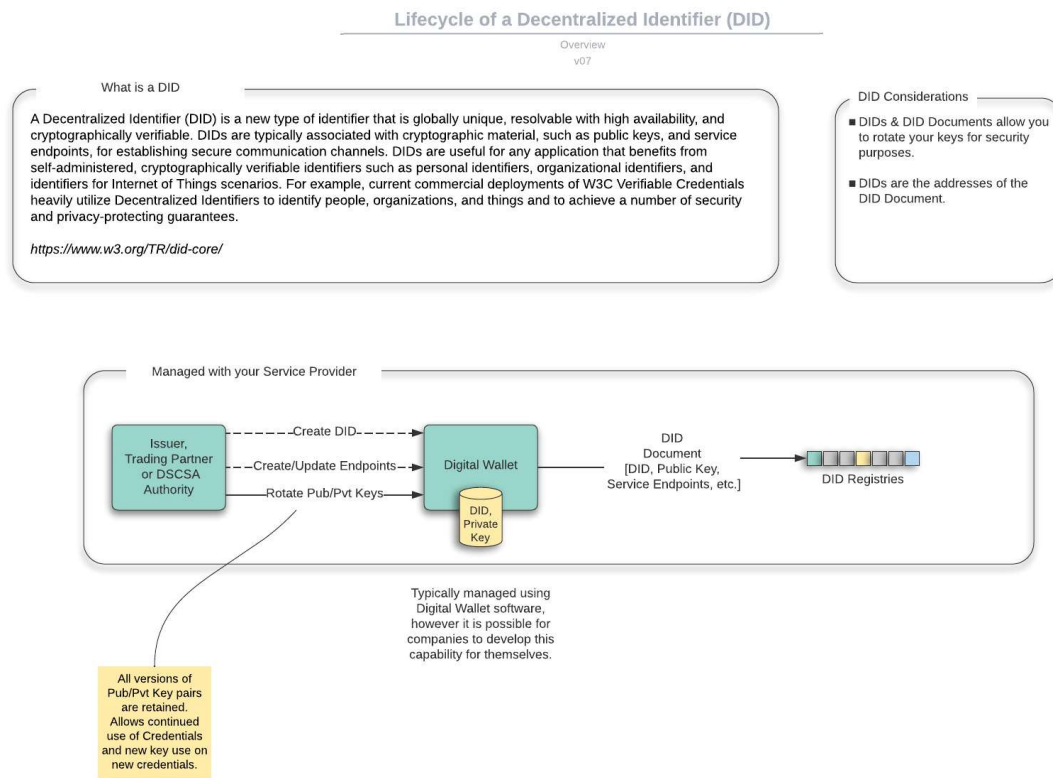 Lifecycle of a Decentralized Identifier (DID)
Overview
v07
What is a DID
A Decentralized Identifier (DID) is a new type of identifier that is globally unique, resolvable with high availability, and
cryptographically verifiable. DIDs are typically associated with cryptographic material, such as public keys, and service
endpoints, for establishing secure communication channels. DIDs are useful for any application that benefits from
self-administered, cryptographically verifiable identifiers such as personal identifiers, organizational identifiers, and
identifiers for Internet of Things scenarios. For example, current commercial deployments of W3C Verifiable Credentials
heavily utilize Decentralized Identifiers to identify people, organizations, and things and to achieve a number of security
and privacy-protecting guarantees.
https://www.w3.org/TR/did-core/
DID Considerations
■ DIDs & DID Documents allow you
to rotate your keys for security
purposes.
■ DIDs are the addresses of the
DID Document.
Managed with your Service Provider
Issuer,
Trading Partner
or DSCSA
Authority
Create DID
Create/Update Endpoints
Rotate Pub/Pvt Keys
Digital Wallet
DID,
Private
Key
DID
Document
[DID, Public Key,
Service Endpoints, etc.]
DID Registries
Typically managed using
Digital Wallet software,
however it is possible for
companies to develop this
capability for themselves.
All versions of
Pub/Pvt Key pairs
are retained.
Allows continued
use of Credentials
and new key use on
new credentials.